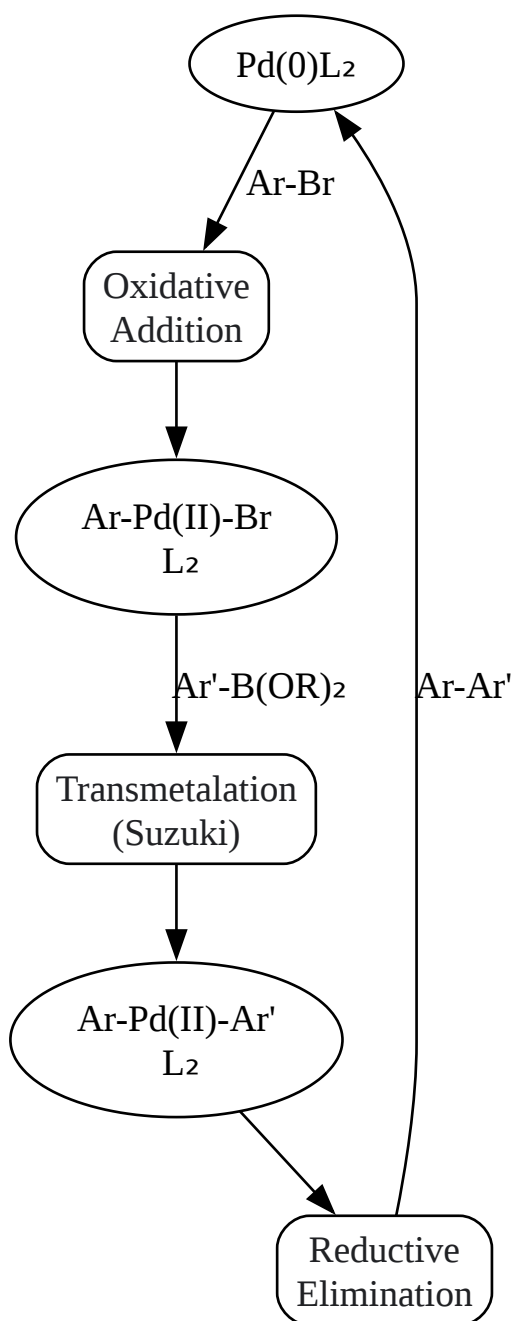 Pd(0)L₂
Ar-Br
Oxidative
Addition
Ar-Pd(II)-Br
L₂
Ar'-B(OR)₂
Ar-Ar'
Transmetalation
(Suzuki)
Ar-Pd(II)-Ar'
L₂
Reductive
Elimination